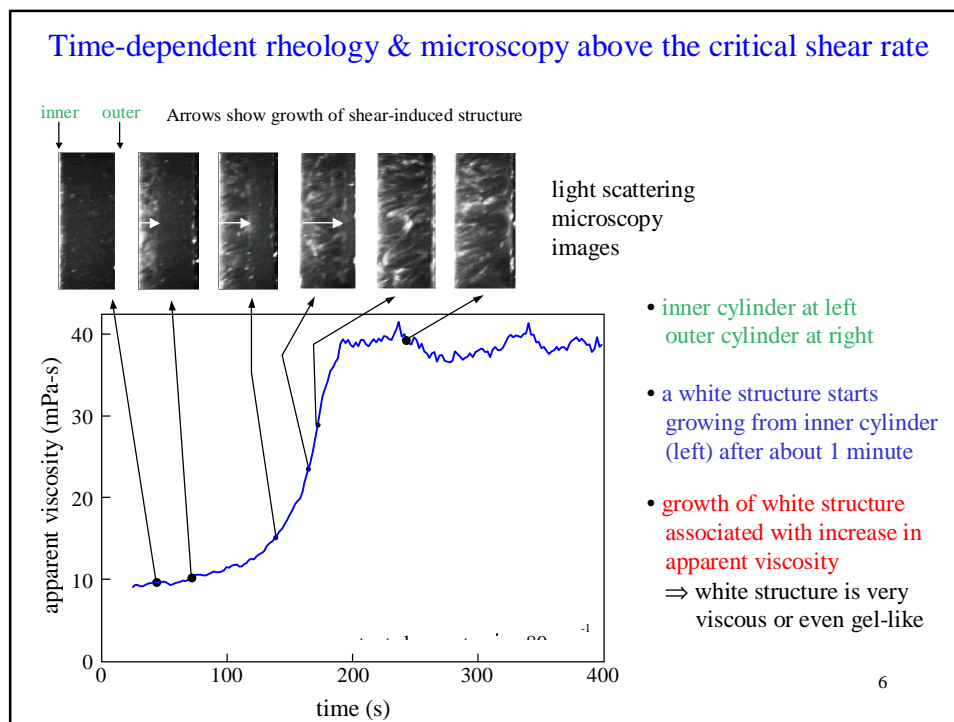 Time-dependent rheology & microscopy above the critical shear rate
inner outer Arrows show growth of shear-induced structure
light scattering
microscopy
images
• inner cylinder at left
outer cylinder at right
• a white structure starts
growing from inner cylinder
(left) after about 1 minute
• growth of white structure
associated with increase in
apparent viscosity
⇒ white structure is very
viscous or even gel-like
apparent viscosity (mPa-s)
40
30
20
10
0
-1
0 100 200 300 400
time (s)
6